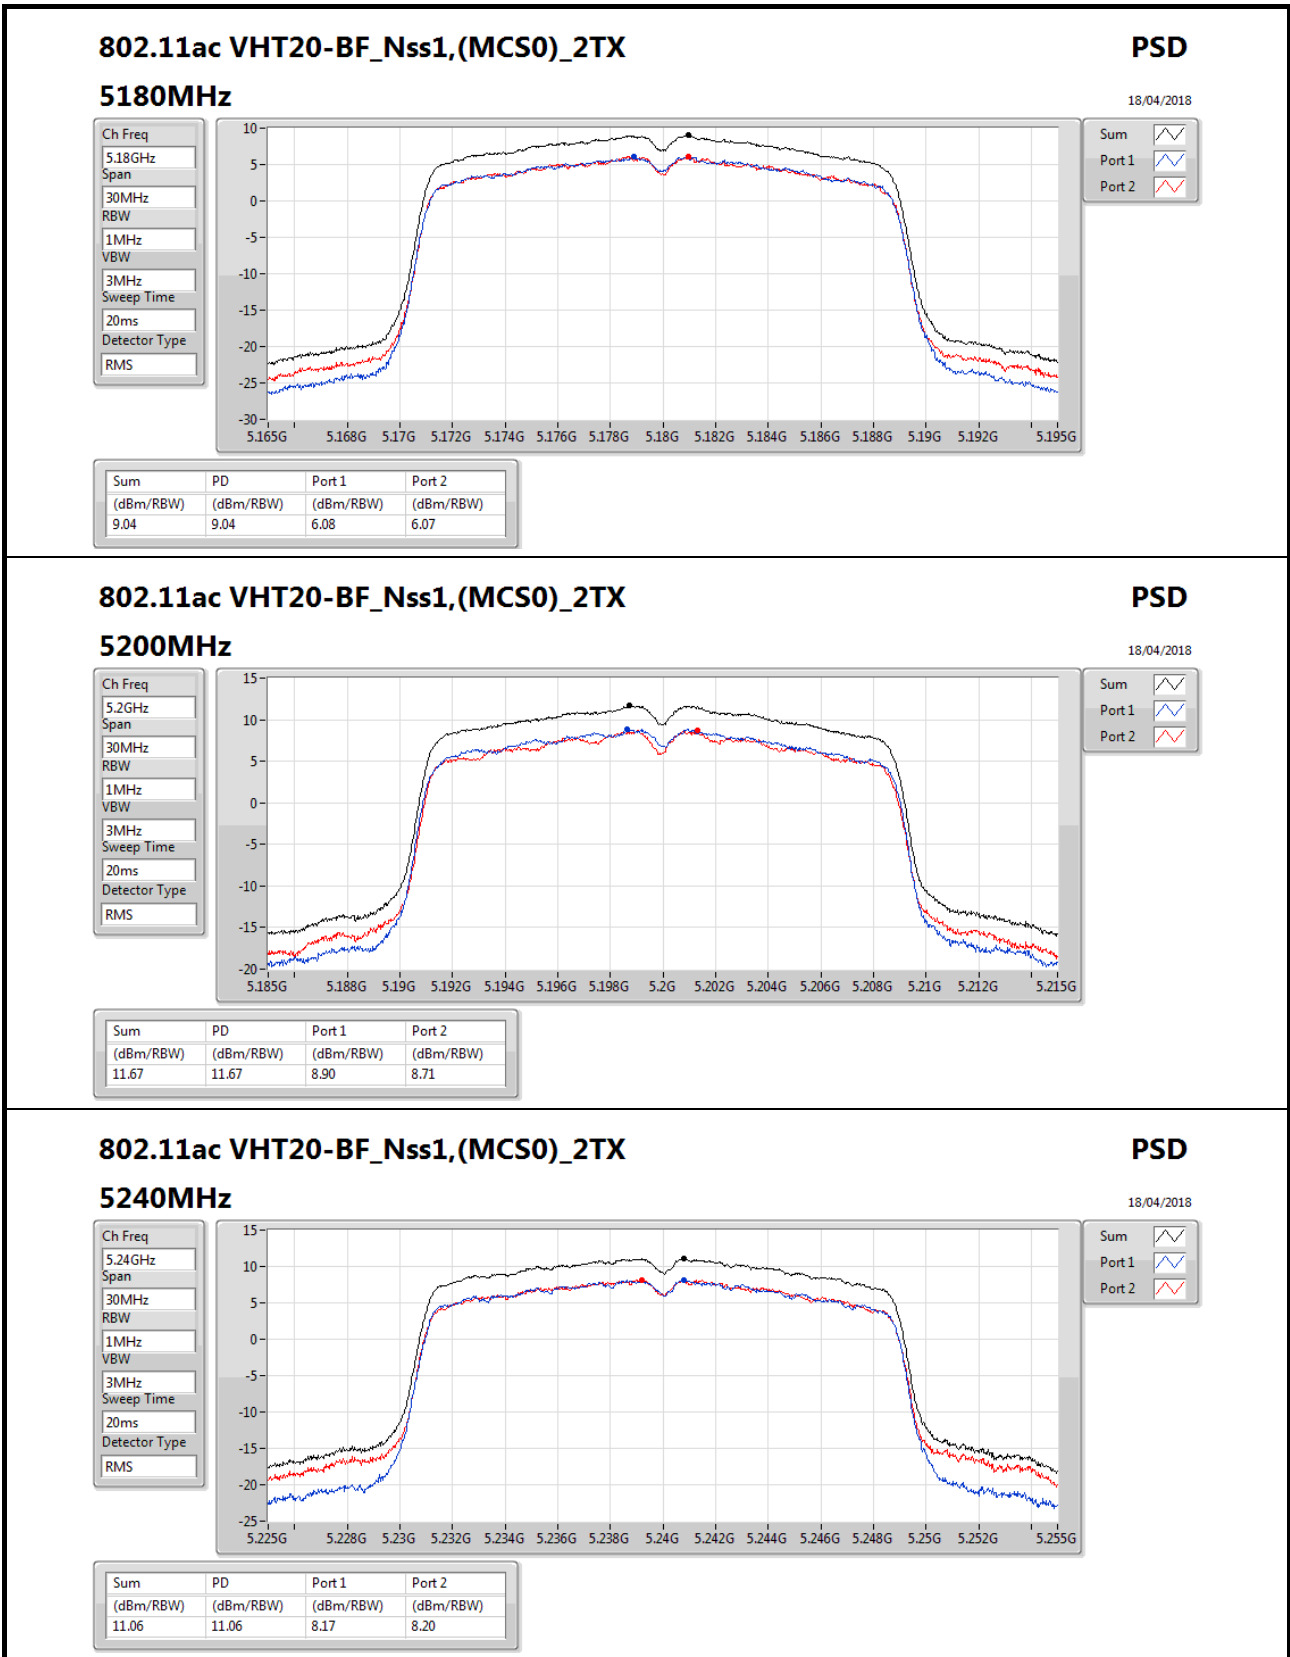 802.11ac VHT20-BF_Nss1,(MCS0)_2TX PSD
5180MHz
18/04/2018
Ch Freq
5.18GHz
Span
30MHz
RBW
1MHz
VBW
3MHz
Sweep Time
20ms
Detector Type
RMS
10
5
0
-5
-10
-15
-20
-25
-30
5.165G 5.168G 5.17G 5.172G 5.174G 5.176G 5.178G 5.18G 5.182G 5.184G 5.186G 5.188G 5.19G 5.192G 5.195G
Sum
Port 1
Port 2
Sum PD Port 1 Port 2
(dBm/RBW) (dBm/RBW) (dBm/RBW) (dBm/RBW)
9.04 9.04 6.08 6.07
802.11ac VHT20-BF_Nss1,(MCS0)_2TX PSD
5200MHz
18/04/2018
Ch Freq
5.2GHz
Span
30MHz
RBW
1MHz
VBW
3MHz
Sweep Time
20ms
Detector Type
RMS
15
10
5
0
-5
-10
-15
-20
5.185G 5.188G 5.19G 5.192G 5.194G 5.196G 5.198G 5.2G 5.202G 5.204G 5.206G 5.208G 5.21G 5.212G 5.215G
Sum
Port 1
Port 2
Sum PD Port 1 Port 2
(dBm/RBW) (dBm/RBW) (dBm/RBW) (dBm/RBW)
11.67 11.67 8.90 8.71
802.11ac VHT20-BF_Nss1,(MCS0)_2TX PSD
5240MHz
18/04/2018
Ch Freq
5.24GHz
Span
30MHz
RBW
1MHz
VBW
3MHz
Sweep Time
20ms
Detector Type
RMS
15
10
5
0
-5
-10
-15
-20
-25
5.225G 5.228G 5.23G 5.232G 5.234G 5.236G 5.238G 5.24G 5.242G 5.244G 5.246G 5.248G 5.25G 5.252G 5.255G
Sum
Port 1
Port 2
Sum PD Port 1 Port 2
(dBm/RBW) (dBm/RBW) (dBm/RBW) (dBm/RBW)
11.06 11.06 8.17 8.20